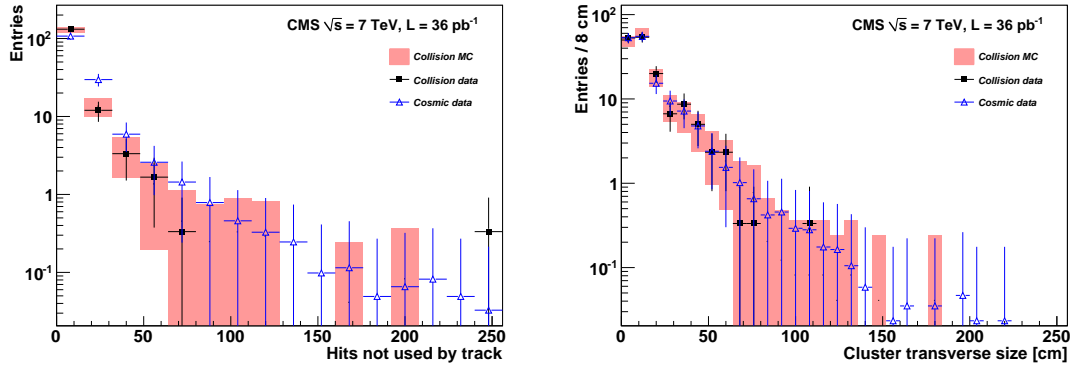 CMS √s = 7 TeV, L = 36 pb⁻¹
Entries
10²
10
1
10⁻¹
Collision MC
Collision data
Cosmic data
0 50 100 150 200 250
Hits not used by track
CMS √s = 7 TeV, L = 36 pb⁻¹
Entries / 8 cm
10²
10
1
10⁻¹
Collision MC
Collision data
Cosmic data
0 50 100 150 200 250
Cluster transverse size [cm]